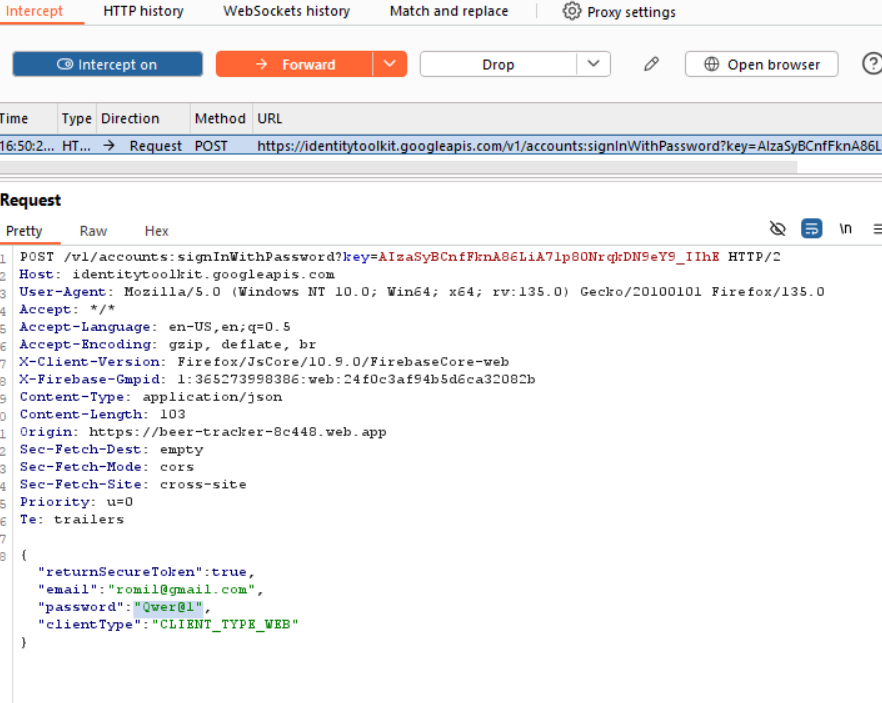 Intercept HTTP history WebSockets history Match and replace Proxy settings
Intercept on Forward Drop Open browser ?
Time Type Direction Method URL
16:50:2... HT... → Request POST https://identitytoolkit.googleapis.com/v1/accounts:signInWithPassword?key=AIzaSyBCnfFknA86L
Request
Pretty Raw Hex \n
1 POST /v1/accounts:signInWithPassword?key=AIzaSyBCnfFknA86LiA71p80NrqkDN9eY9_IIhE HTTP/2
2 Host: identitytoolkit.googleapis.com
3 User-Agent: Mozilla/5.0 (Windows NT 10.0; Win64; x64; rv:135.0) Gecko/20100101 Firefox/135.0
4 Accept: */*
5 Accept-Language: en-US,en;q=0.5
6 Accept-Encoding: gzip, deflate, br
7 X-Client-Version: Firefox/JsCore/10.9.0/FirebaseCore-web
8 X-Firebase-Gmpid: 1:365273998386:web:24f0c3af94b5d6ca32082b
9 Content-Type: application/json
0 Content-Length: 103
1 Origin: https://beer-tracker-8c448.web.app
2 Sec-Fetch-Dest: empty
3 Sec-Fetch-Mode: cors
4 Sec-Fetch-Site: cross-site
5 Priority: u=0
6 Te: trailers
7
8 {
"returnSecureToken":true,
"email":"romil@gmail.com",
"password":"Qwer@1",
"clientType":"CLIENT_TYPE_WEB"
}